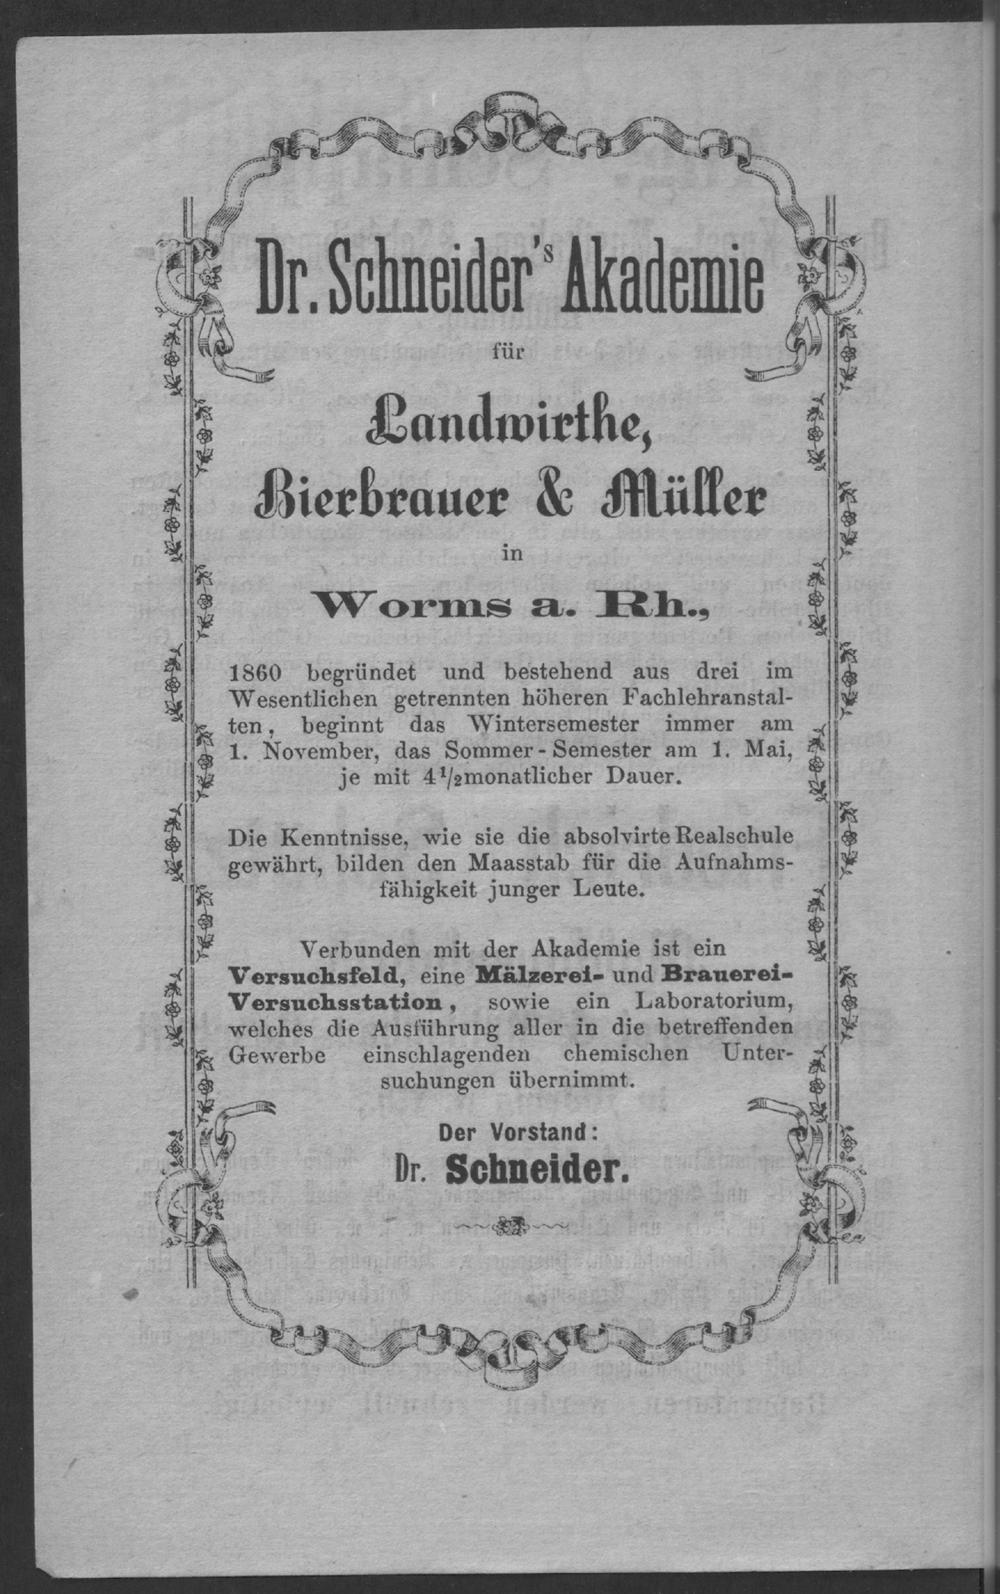 Dr. Schneider's Akademie
für
Landwirthe,
Bierbrauer & Müller
in
Worms a. Rh.,
1860 begründet und bestehend aus drei im
Wesentlichen getrennten höheren Fachlehranstal-
ten, beginnt das Wintersemester immer am
1. November, das Sommer-Semester am 1. Mai,
je mit 4 1/2monatlicher Dauer.
Die Kenntnisse, wie sie die absolvirte Realschule
gewährt, bilden den Maasstab für die Aufnahms-
fähigkeit junger Leute.
Verbunden mit der Akademie ist ein
Versuchsfeld, eine Mälzerei- und Brauerei-
Versuchsstation, sowie ein Laboratorium,
welches die Ausführung aller in die betreffenden
Gewerbe einschlagenden chemischen Unter-
suchungen übernimmt.
Der Vorstand:
Dr. Schneider.